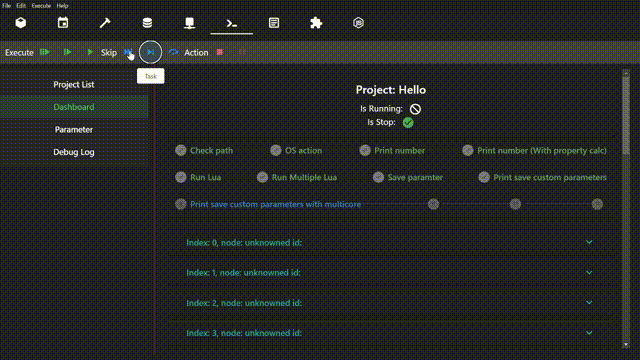 File Edit Execute Help
Execute Skip Action
Task
Project List
Dashboard
Parameter
Debug Log
Project: Hello
Is Running:
Is Stop:
Check path OS action Print number Print number (With property calc)
Run Lua Run Multiple Lua Save paramter Print save custom parameters
Print save custom parameters with multicore
Index: 0, node: unknowned id:
Index: 1, node: unknowned id:
Index: 2, node: unknowned id:
Index: 3, node: unknowned id: